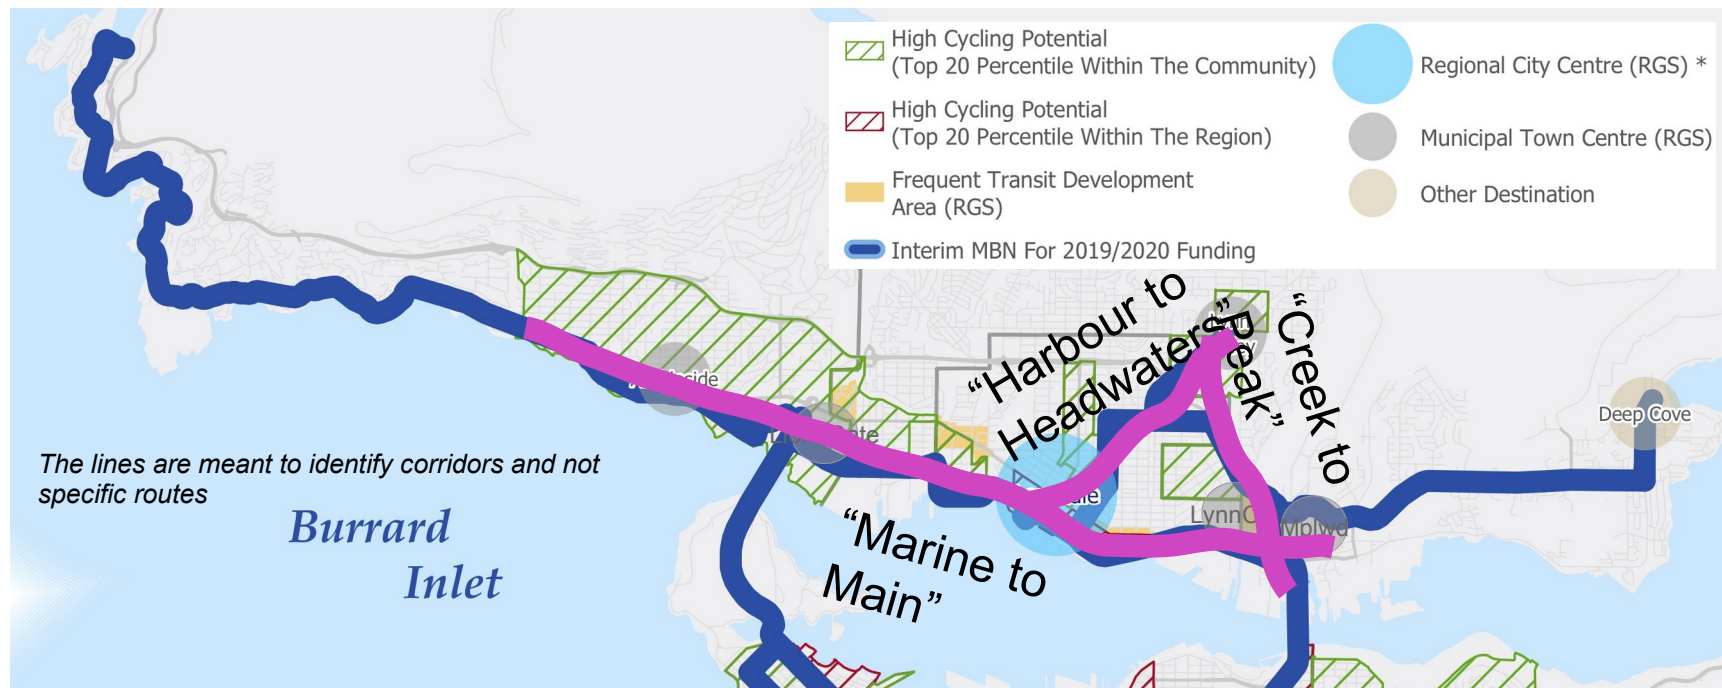 High Cycling Potential
(Top 20 Percentile Within The Community)
High Cycling Potential
(Top 20 Percentile Within The Region)
Frequent Transit Development
Area (RGS)
Interim MBN For 2019/2020 Funding
Regional City Centre (RGS) *
Municipal Town Centre (RGS)
Other Destination
“Harbour to
Headwaters”
“Creek to
Peak”
Deep Cove
The lines are meant to identify corridors and not
specific routes
Burrard
Inlet
“Marine to
Main”
Mplwd